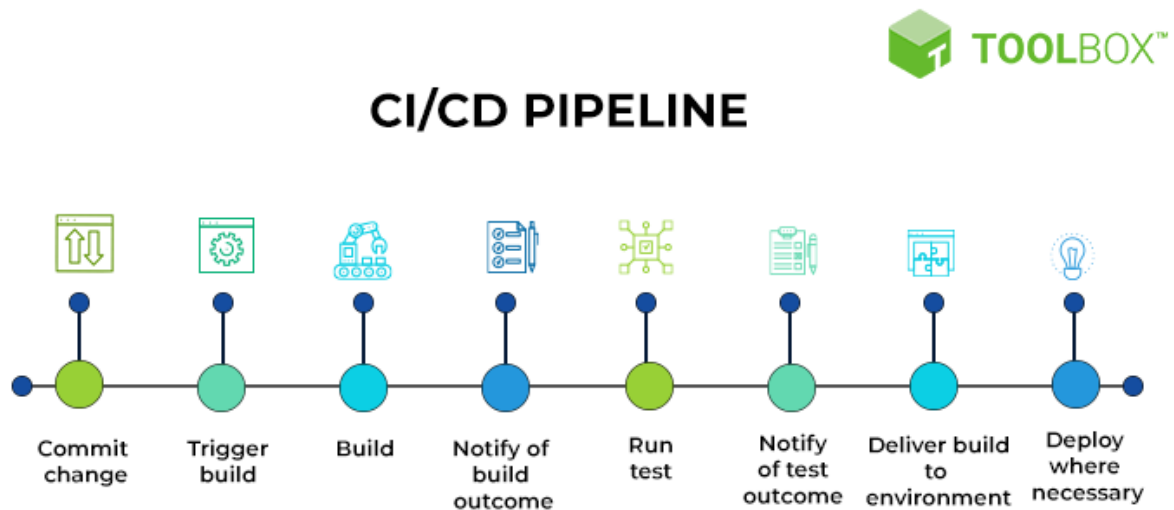 TOOLBOX™
CI/CD PIPELINE
Commit
change
Trigger
build
Build
Notify of
build
outcome
Run
test
Notify
of test
outcome
Deliver build
to
environment
Deploy
where
necessary